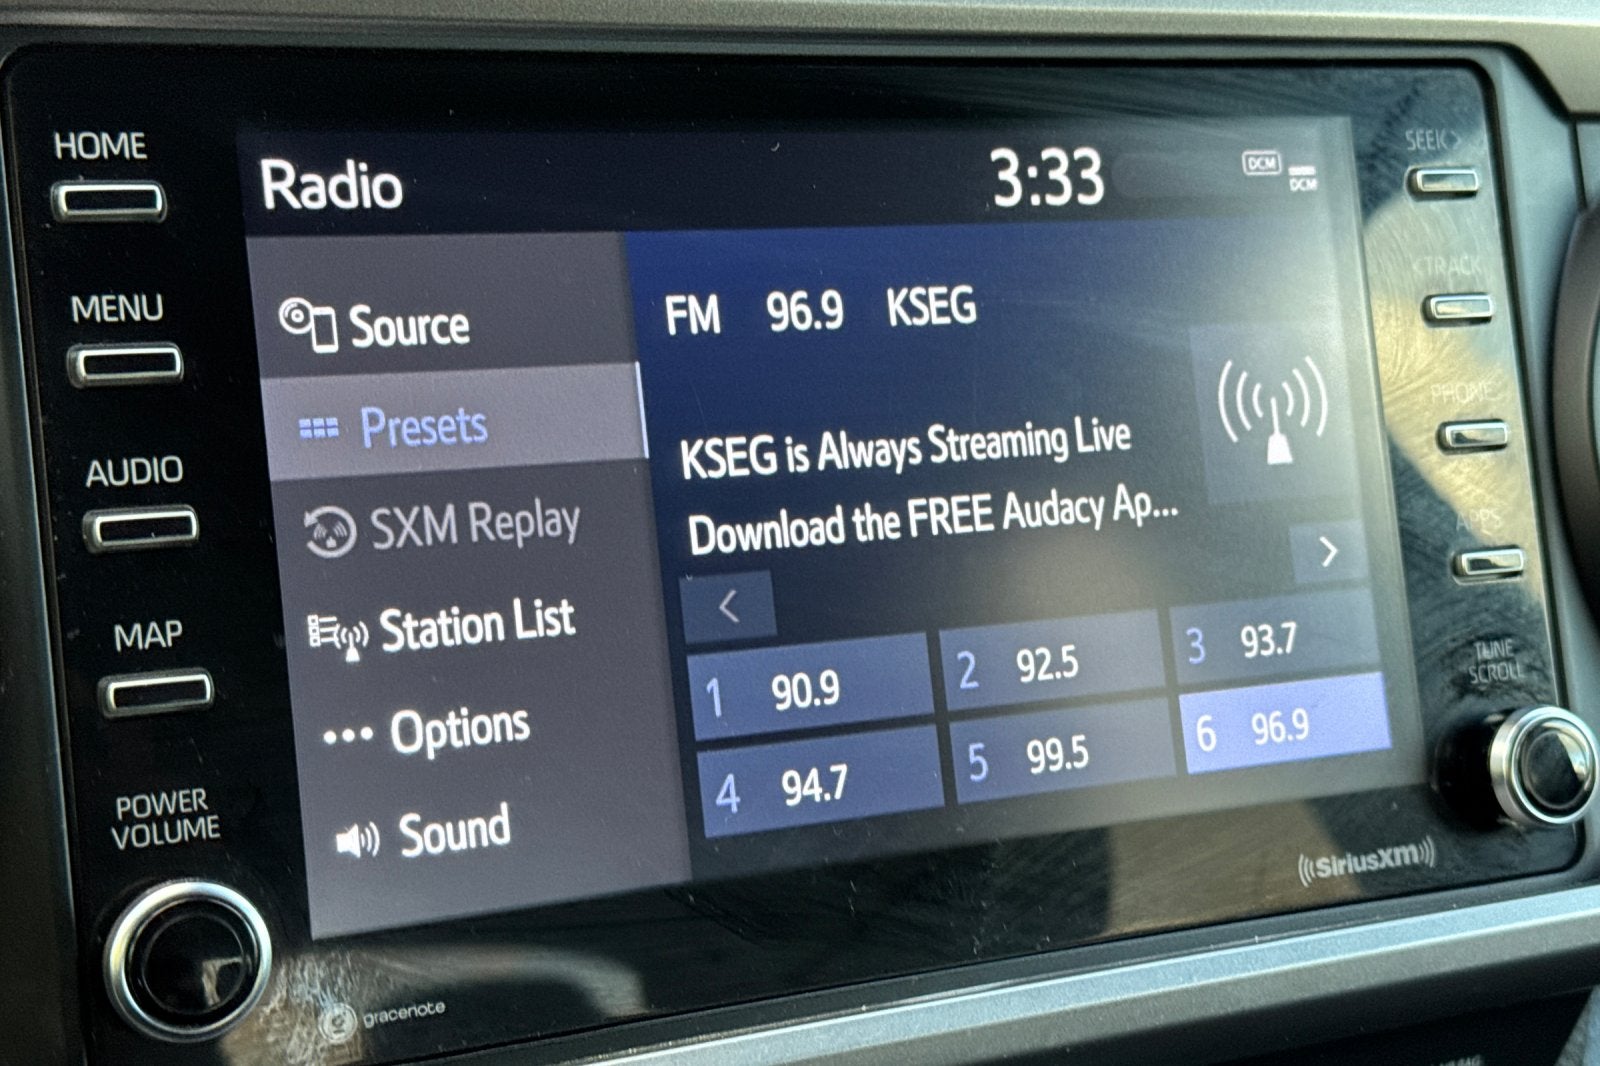 HOME
MENU
AUDIO
MAP
POWER
VOLUME
Radio
3:33
DCM
DCM
Source
Presets
SXM Replay
Station List
Options
Sound
FM 96.9 KSEG
KSEG is Always Streaming Live
Download the FREE Audacy Ap...
<
>
1 90.9
2 92.5
3 93.7
4 94.7
5 99.5
6 96.9
SEEK >
< TRACK
PHONE
APPS
TUNE
SCROLL
SiriusXM
gracenote